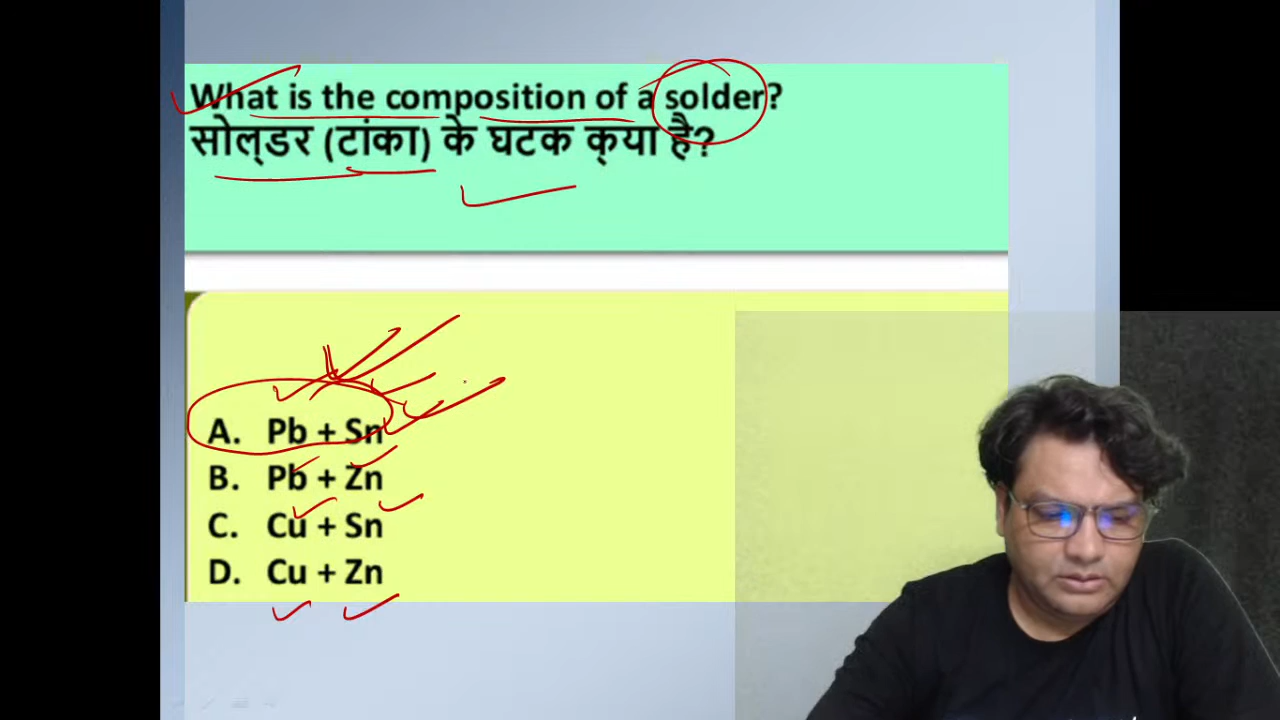 What is the composition of a solder?
सोल्डर (टांका) के घटक क्या है?
A. Pb + Sn
B. Pb + Zn
C. Cu + Sn
D. Cu + Zn